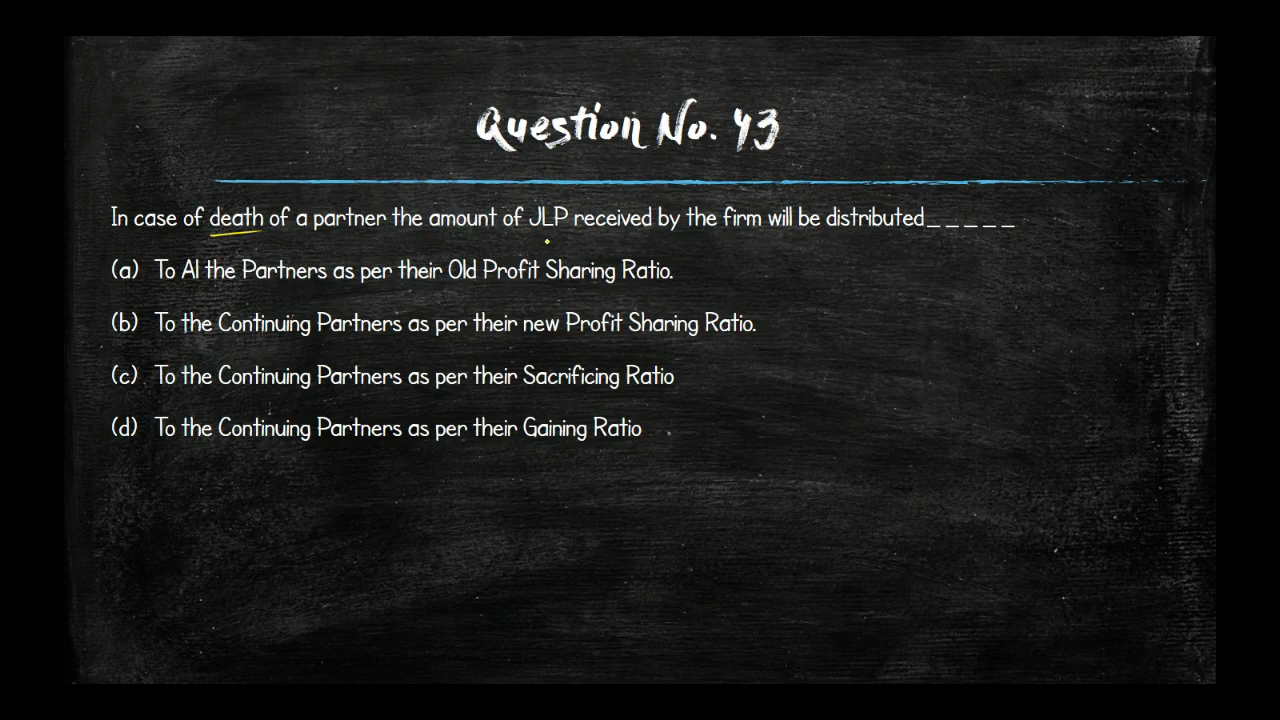 Question No. 43
In case of death of a partner the amount of JLP received by the firm will be distributed_ _ _ _ _
(a) To Al the Partners as per their Old Profit Sharing Ratio.
(b) To the Continuing Partners as per their new Profit Sharing Ratio.
(c) To the Continuing Partners as per their Sacrificing Ratio
(d) To the Continuing Partners as per their Gaining Ratio